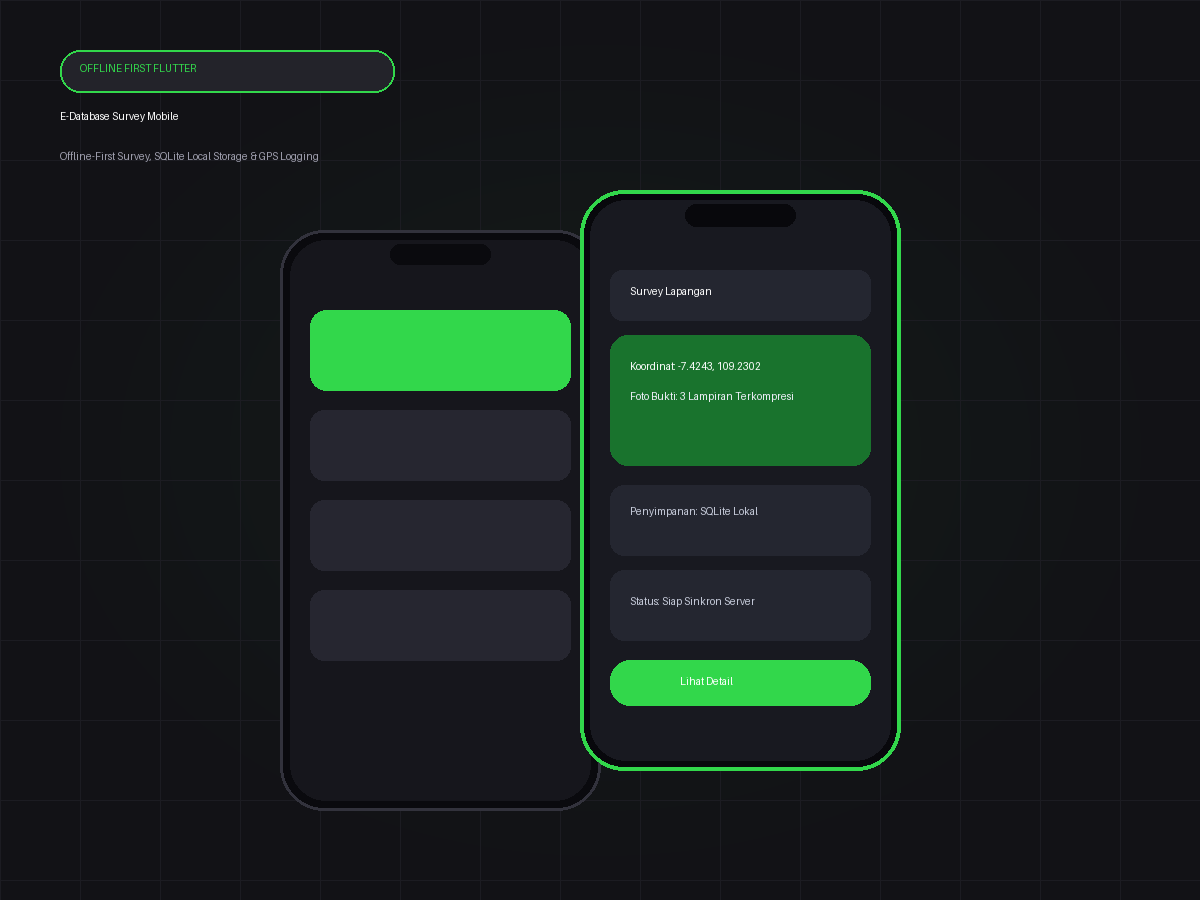 OFFLINE FIRST FLUTTER
E-Database Survey Mobile
Offline-First Survey, SQLite Local Storage & GPS Logging
Survey Lapangan
Koordinat: -7.4243, 109.2302
Foto Bukti: 3 Lampiran Terkompresi
Penyimpanan: SQLite Lokal
Status: Siap Sinkron Server
Lihat Detail